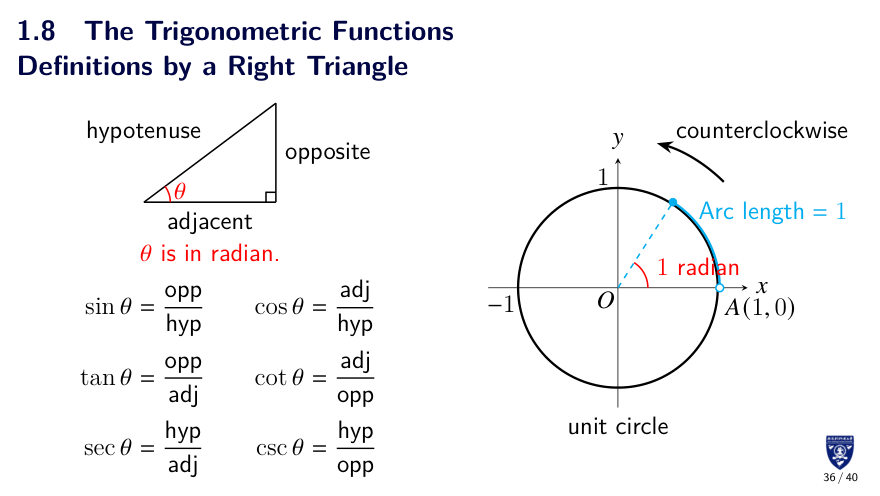 1.8 The Trigonometric Functions
Definitions by a Right Triangle
hypotenuse
opposite
θ
adjacent
θ is in radian.
sin θ = opp/hyp
cos θ = adj/hyp
tan θ = opp/adj
cot θ = adj/opp
sec θ = hyp/adj
csc θ = hyp/opp
y
counterclockwise
1
Arc length = 1
1 radian
x
−1
O
A(1, 0)
unit circle
36 / 40